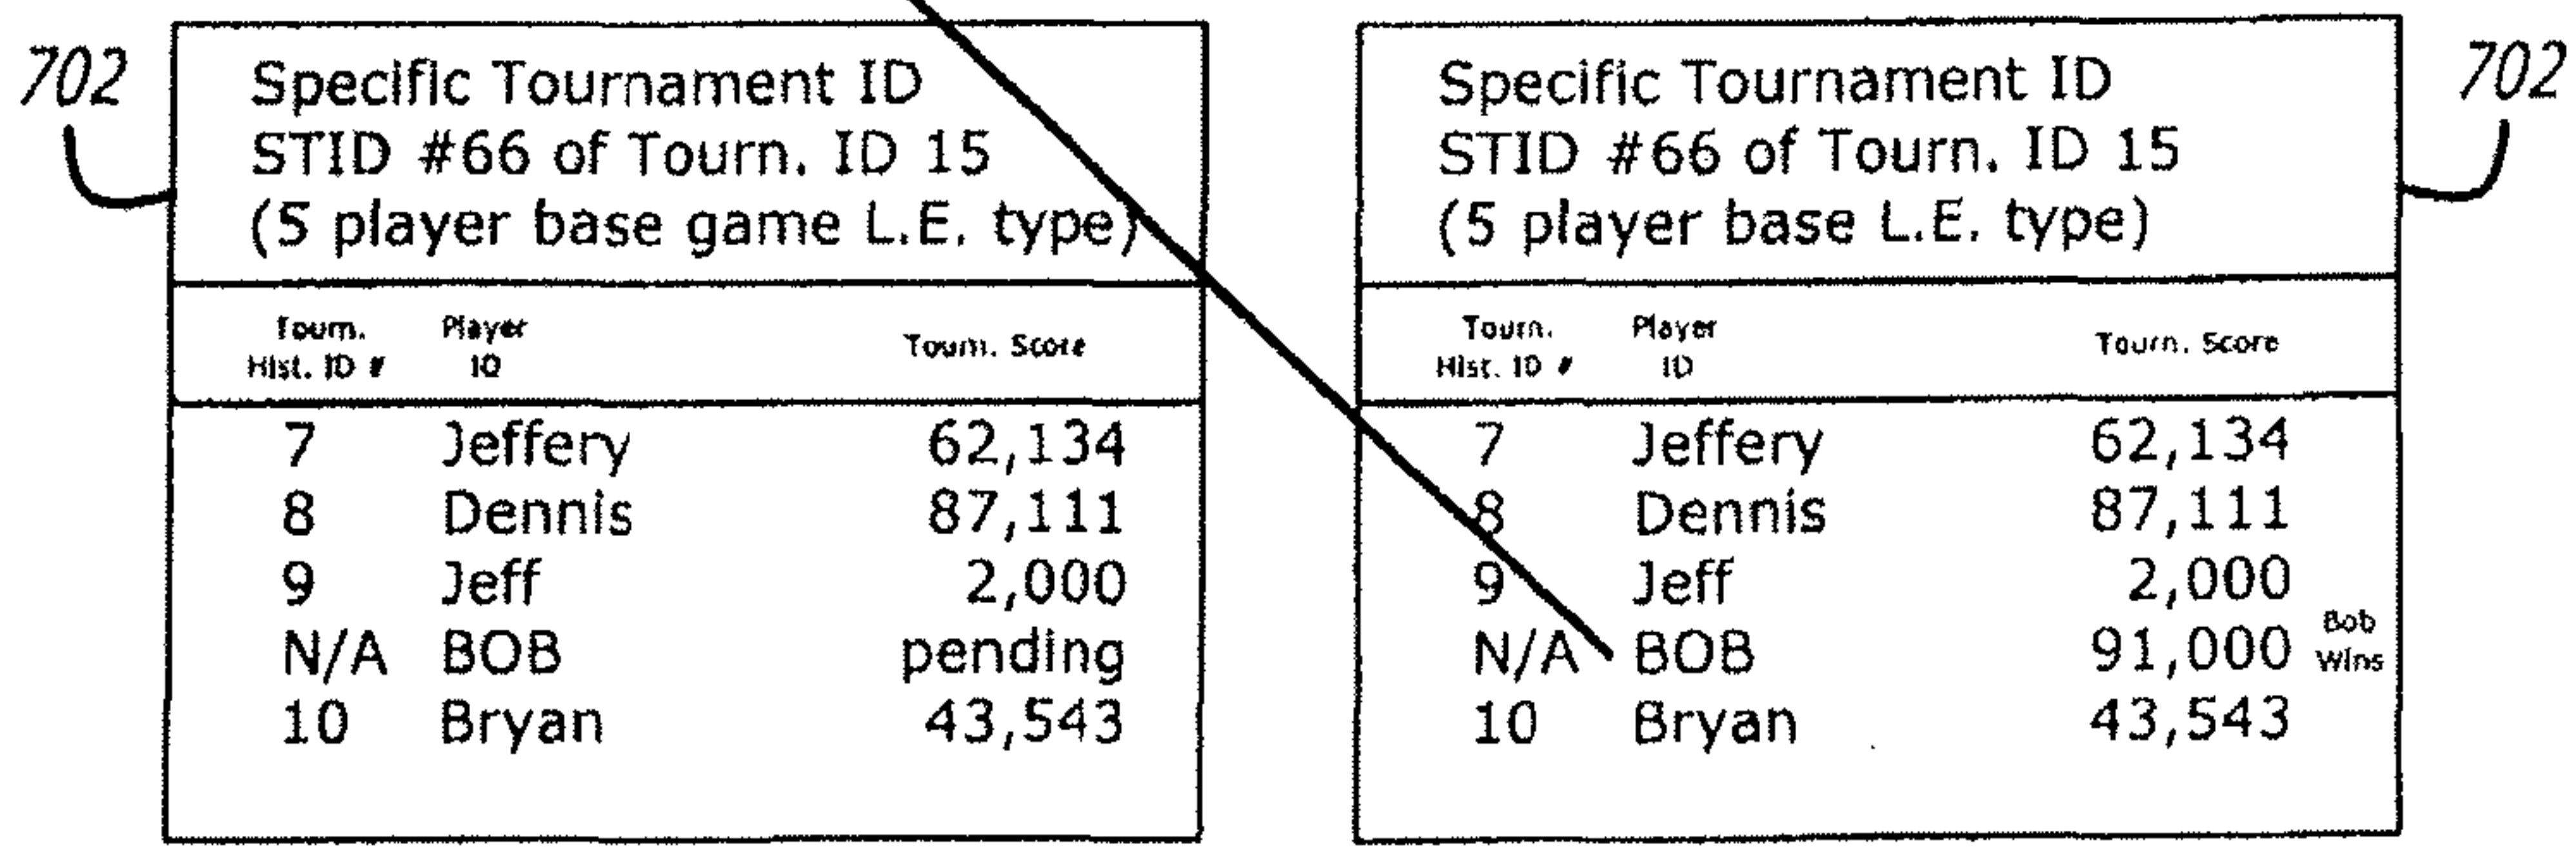 702
Specific Tournament ID
STID #66 of Tourn. ID 15
(5 player base game L.E. type)
Tourn. Player
Hist. ID # ID Tourn. Score
7 Jeffery 62,134
8 Dennis 87,111
9 Jeff 2,000
N/A BOB pending
10 Bryan 43,543
702
Specific Tournament ID
STID #66 of Tourn. ID 15
(5 player base L.E. type)
Tourn. Player
Hist. ID # ID Tourn. Score
7 Jeffery 62,134
8 Dennis 87,111
9 Jeff 2,000
N/A BOB 91,000 Bob Wins
10 Bryan 43,543